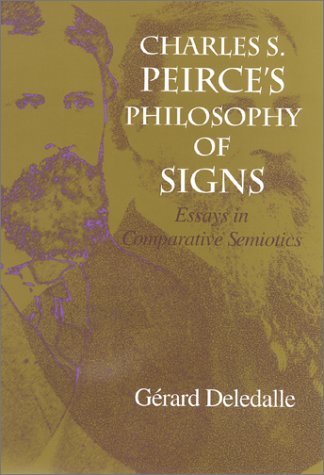 CHARLES S.
PEIRCE'S
PHILOSOPHY
OF
SIGNS
Essays in
Comparative Semiotics
Gérard Deledalle